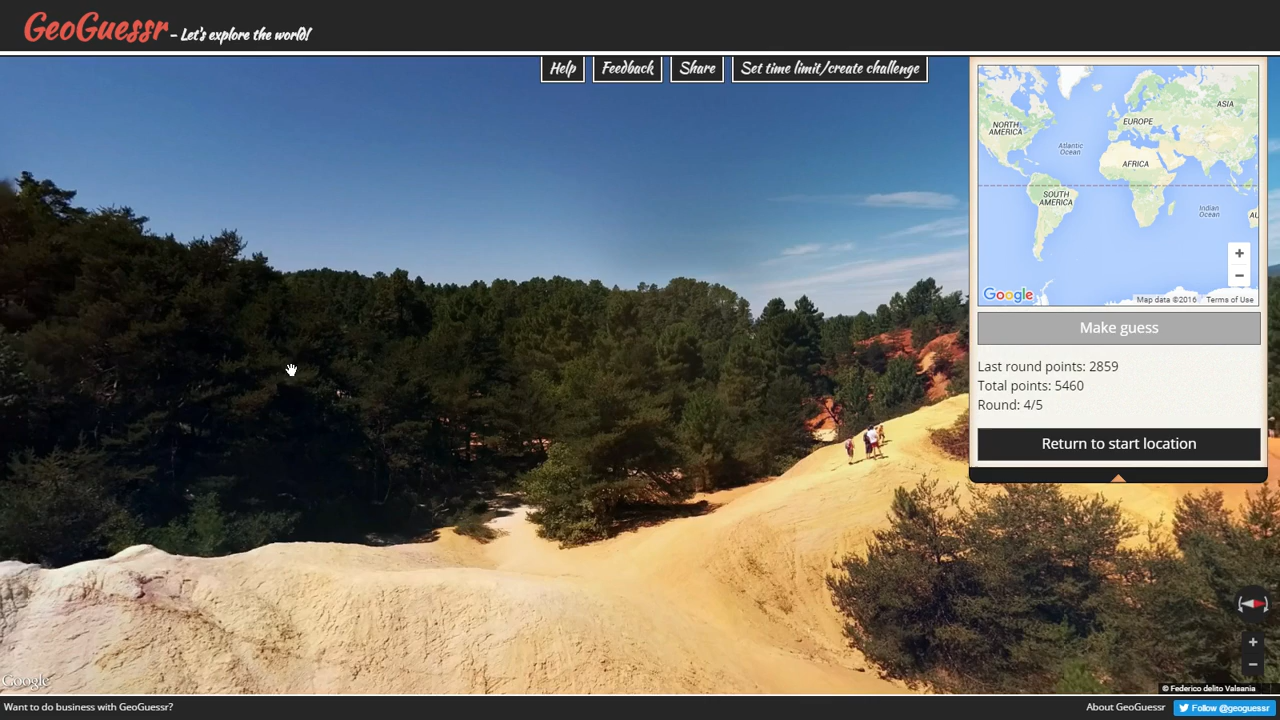 GeoGuessr - Let's explore the world!
Help
Feedback
Share
Set time limit/create challenge
NORTH AMERICA
Atlantic Ocean
EUROPE
ASIA
AFRICA
SOUTH AMERICA
Indian Ocean
AU
+
−
Google
Map data ©2016
Terms of Use
Make guess
Last round points: 2859
Total points: 5460
Round: 4/5
Return to start location
+
−
Google
© Federico delito Valsania
Want to do business with GeoGuessr?
About GeoGuessr
Follow @geoguessr